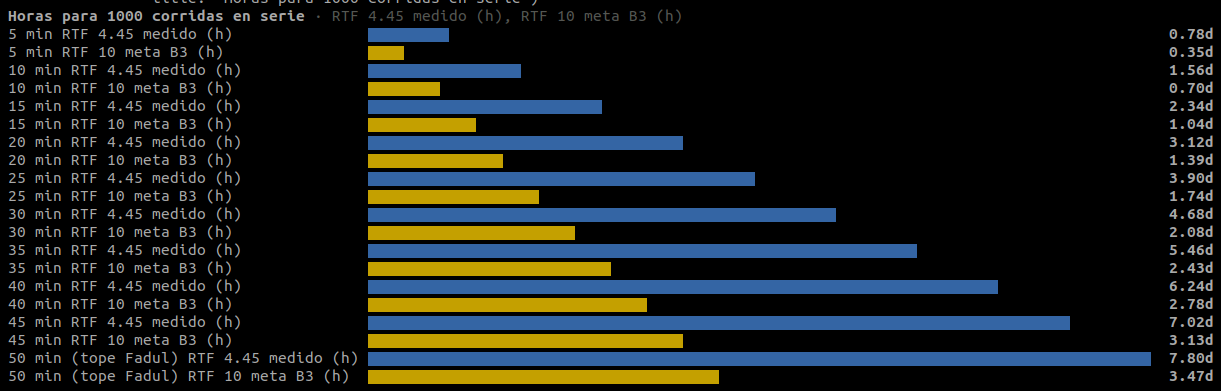 Horas para 1000 corridas en serie · RTF 4.45 medido (h), RTF 10 meta B3 (h)
5 min RTF 4.45 medido (h) 0.78d
5 min RTF 10 meta B3 (h) 0.35d
10 min RTF 4.45 medido (h) 1.56d
10 min RTF 10 meta B3 (h) 0.70d
15 min RTF 4.45 medido (h) 2.34d
15 min RTF 10 meta B3 (h) 1.04d
20 min RTF 4.45 medido (h) 3.12d
20 min RTF 10 meta B3 (h) 1.39d
25 min RTF 4.45 medido (h) 3.90d
25 min RTF 10 meta B3 (h) 1.74d
30 min RTF 4.45 medido (h) 4.68d
30 min RTF 10 meta B3 (h) 2.08d
35 min RTF 4.45 medido (h) 5.46d
35 min RTF 10 meta B3 (h) 2.43d
40 min RTF 4.45 medido (h) 6.24d
40 min RTF 10 meta B3 (h) 2.78d
45 min RTF 4.45 medido (h) 7.02d
45 min RTF 10 meta B3 (h) 3.13d
50 min (tope Fadul) RTF 4.45 medido (h) 7.80d
50 min (tope Fadul) RTF 10 meta B3 (h) 3.47d